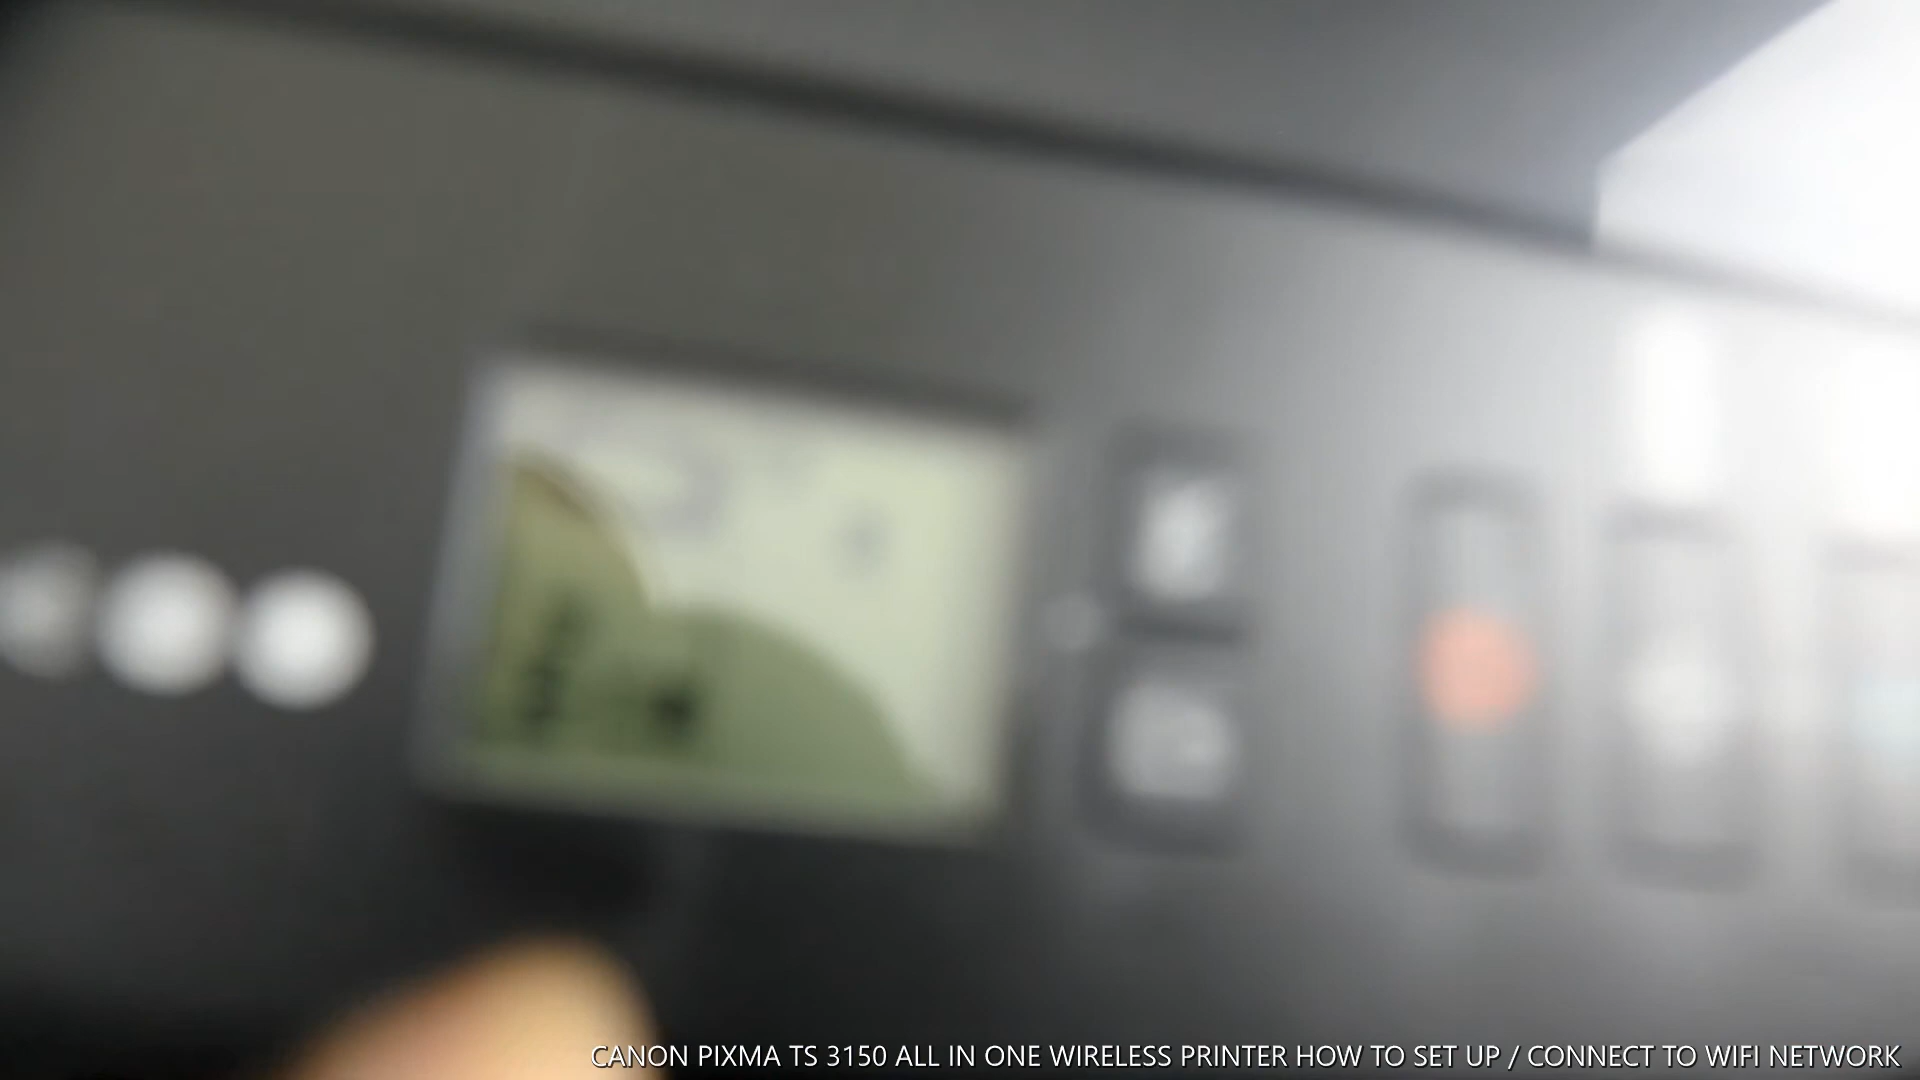 CANON PIXMA TS 3150 ALL IN ONE WIRELESS PRINTER HOW TO SET UP / CONNECT TO WIFI NETWORK